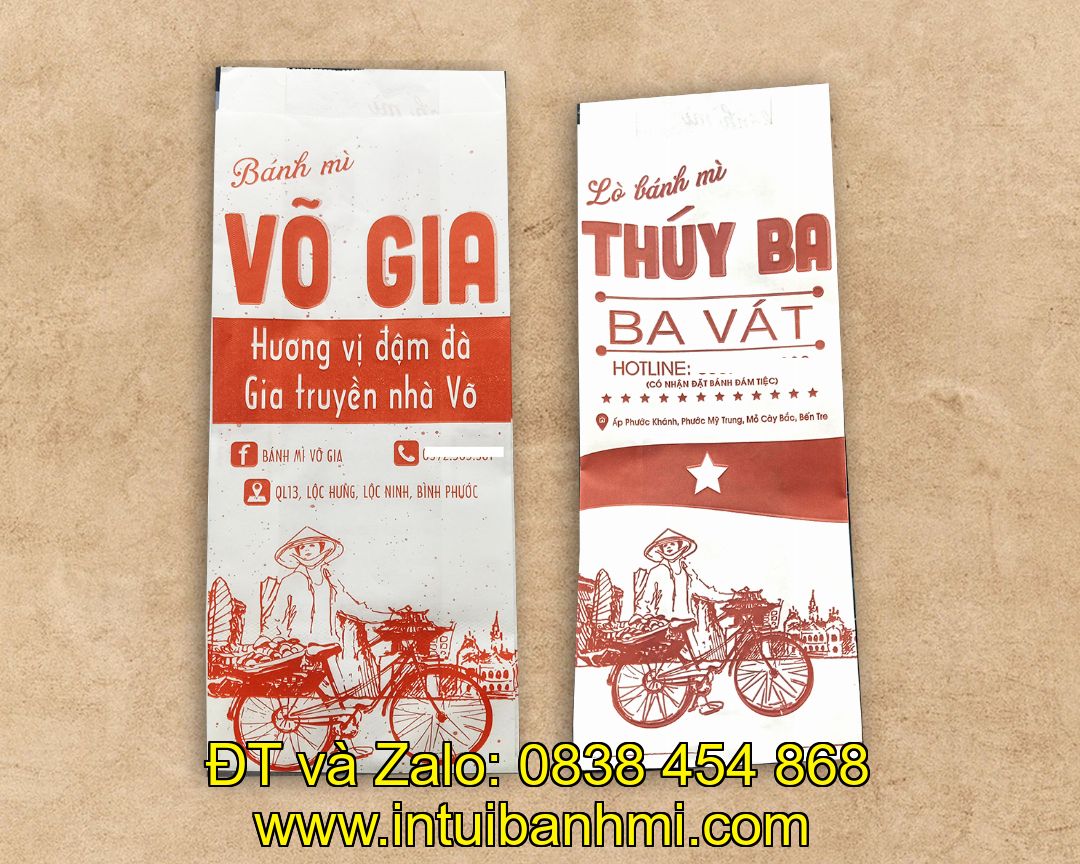 Bánh mì
VÕ GIA
Hương vị đậm đà
Gia truyền nhà Võ
BÁNH MÌ VÕ GIA
QL13, LỘC HƯNG, LỘC NINH, BÌNH PHƯỚC
Lò bánh mì
THÚY BA
BA VÁT
HOTLINE:
(CÓ NHẬN ĐẶT BÁNH ĐÁM TIỆC)
Ấp Phước Khánh, Phước Mỹ Trung, Mỏ Cày Bắc, Bến Tre
ĐT và Zalo: 0838 454 868
www.intuibanhmi.com